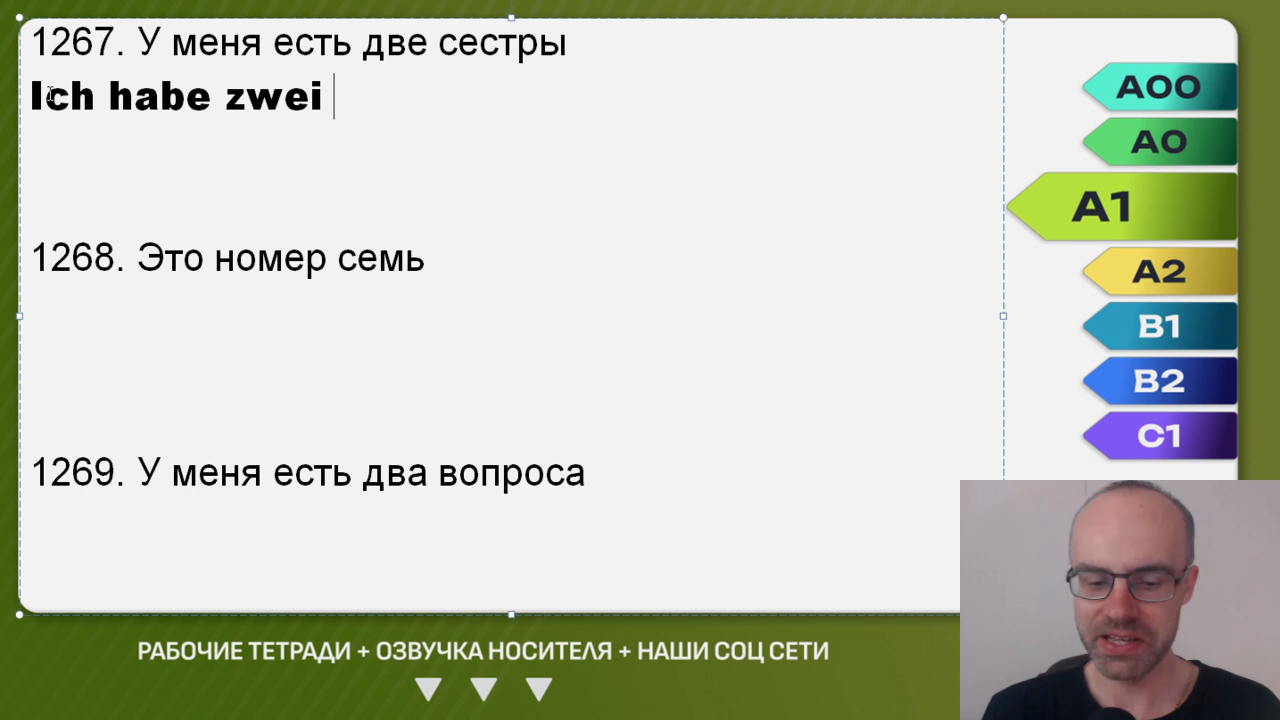 1267. У меня есть две сестры
Ich habe zwei
1268. Это номер семь
1269. У меня есть два вопроса
A00
A0
A1
A2
B1
B2
C1
РАБОЧИЕ ТЕТРАДИ + ОЗВУЧКА НОСИТЕЛЯ + НАШИ СОЦ СЕТИ